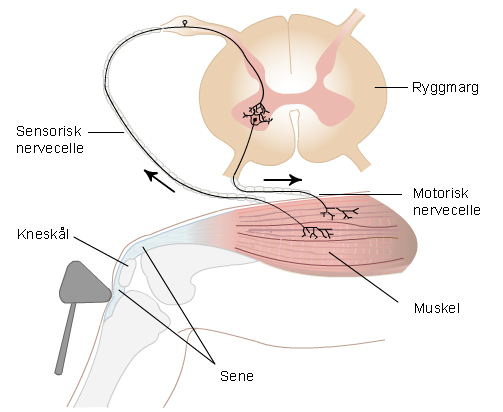 Ryggmarg
Sensorisk
nervecelle
Motorisk
nervecelle
Kneskål
Muskel
Sene